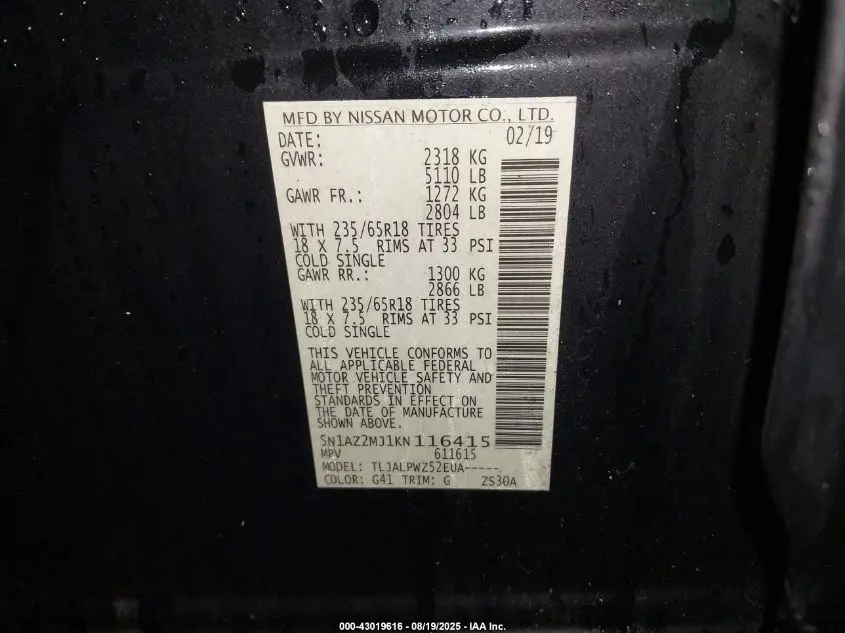 MFD BY NISSAN MOTOR CO., LTD.
DATE: 02/19
GVWR: 2318 KG
5110 LB
GAWR FR.: 1272 KG
2804 LB
WITH 235/65R18 TIRES
18 X 7.5 RIMS AT 33 PSI
COLD SINGLE
GAWR RR.: 1300 KG
2866 LB
WITH 235/65R18 TIRES
18 X 7.5 RIMS AT 33 PSI
COLD SINGLE
THIS VEHICLE CONFORMS TO
ALL APPLICABLE FEDERAL
MOTOR VEHICLE SAFETY AND
THEFT PREVENTION
STANDARDS IN EFFECT ON
THE DATE OF MANUFACTURE
SHOWN ABOVE.
5N1AZ2MJ1KN116415
MPV 611615
MODEL: TLJALPWZ52EUA-----
COLOR: G41 TRIM: G ZS30A
000-43019616 - 08/19/2025 - IAA Inc.